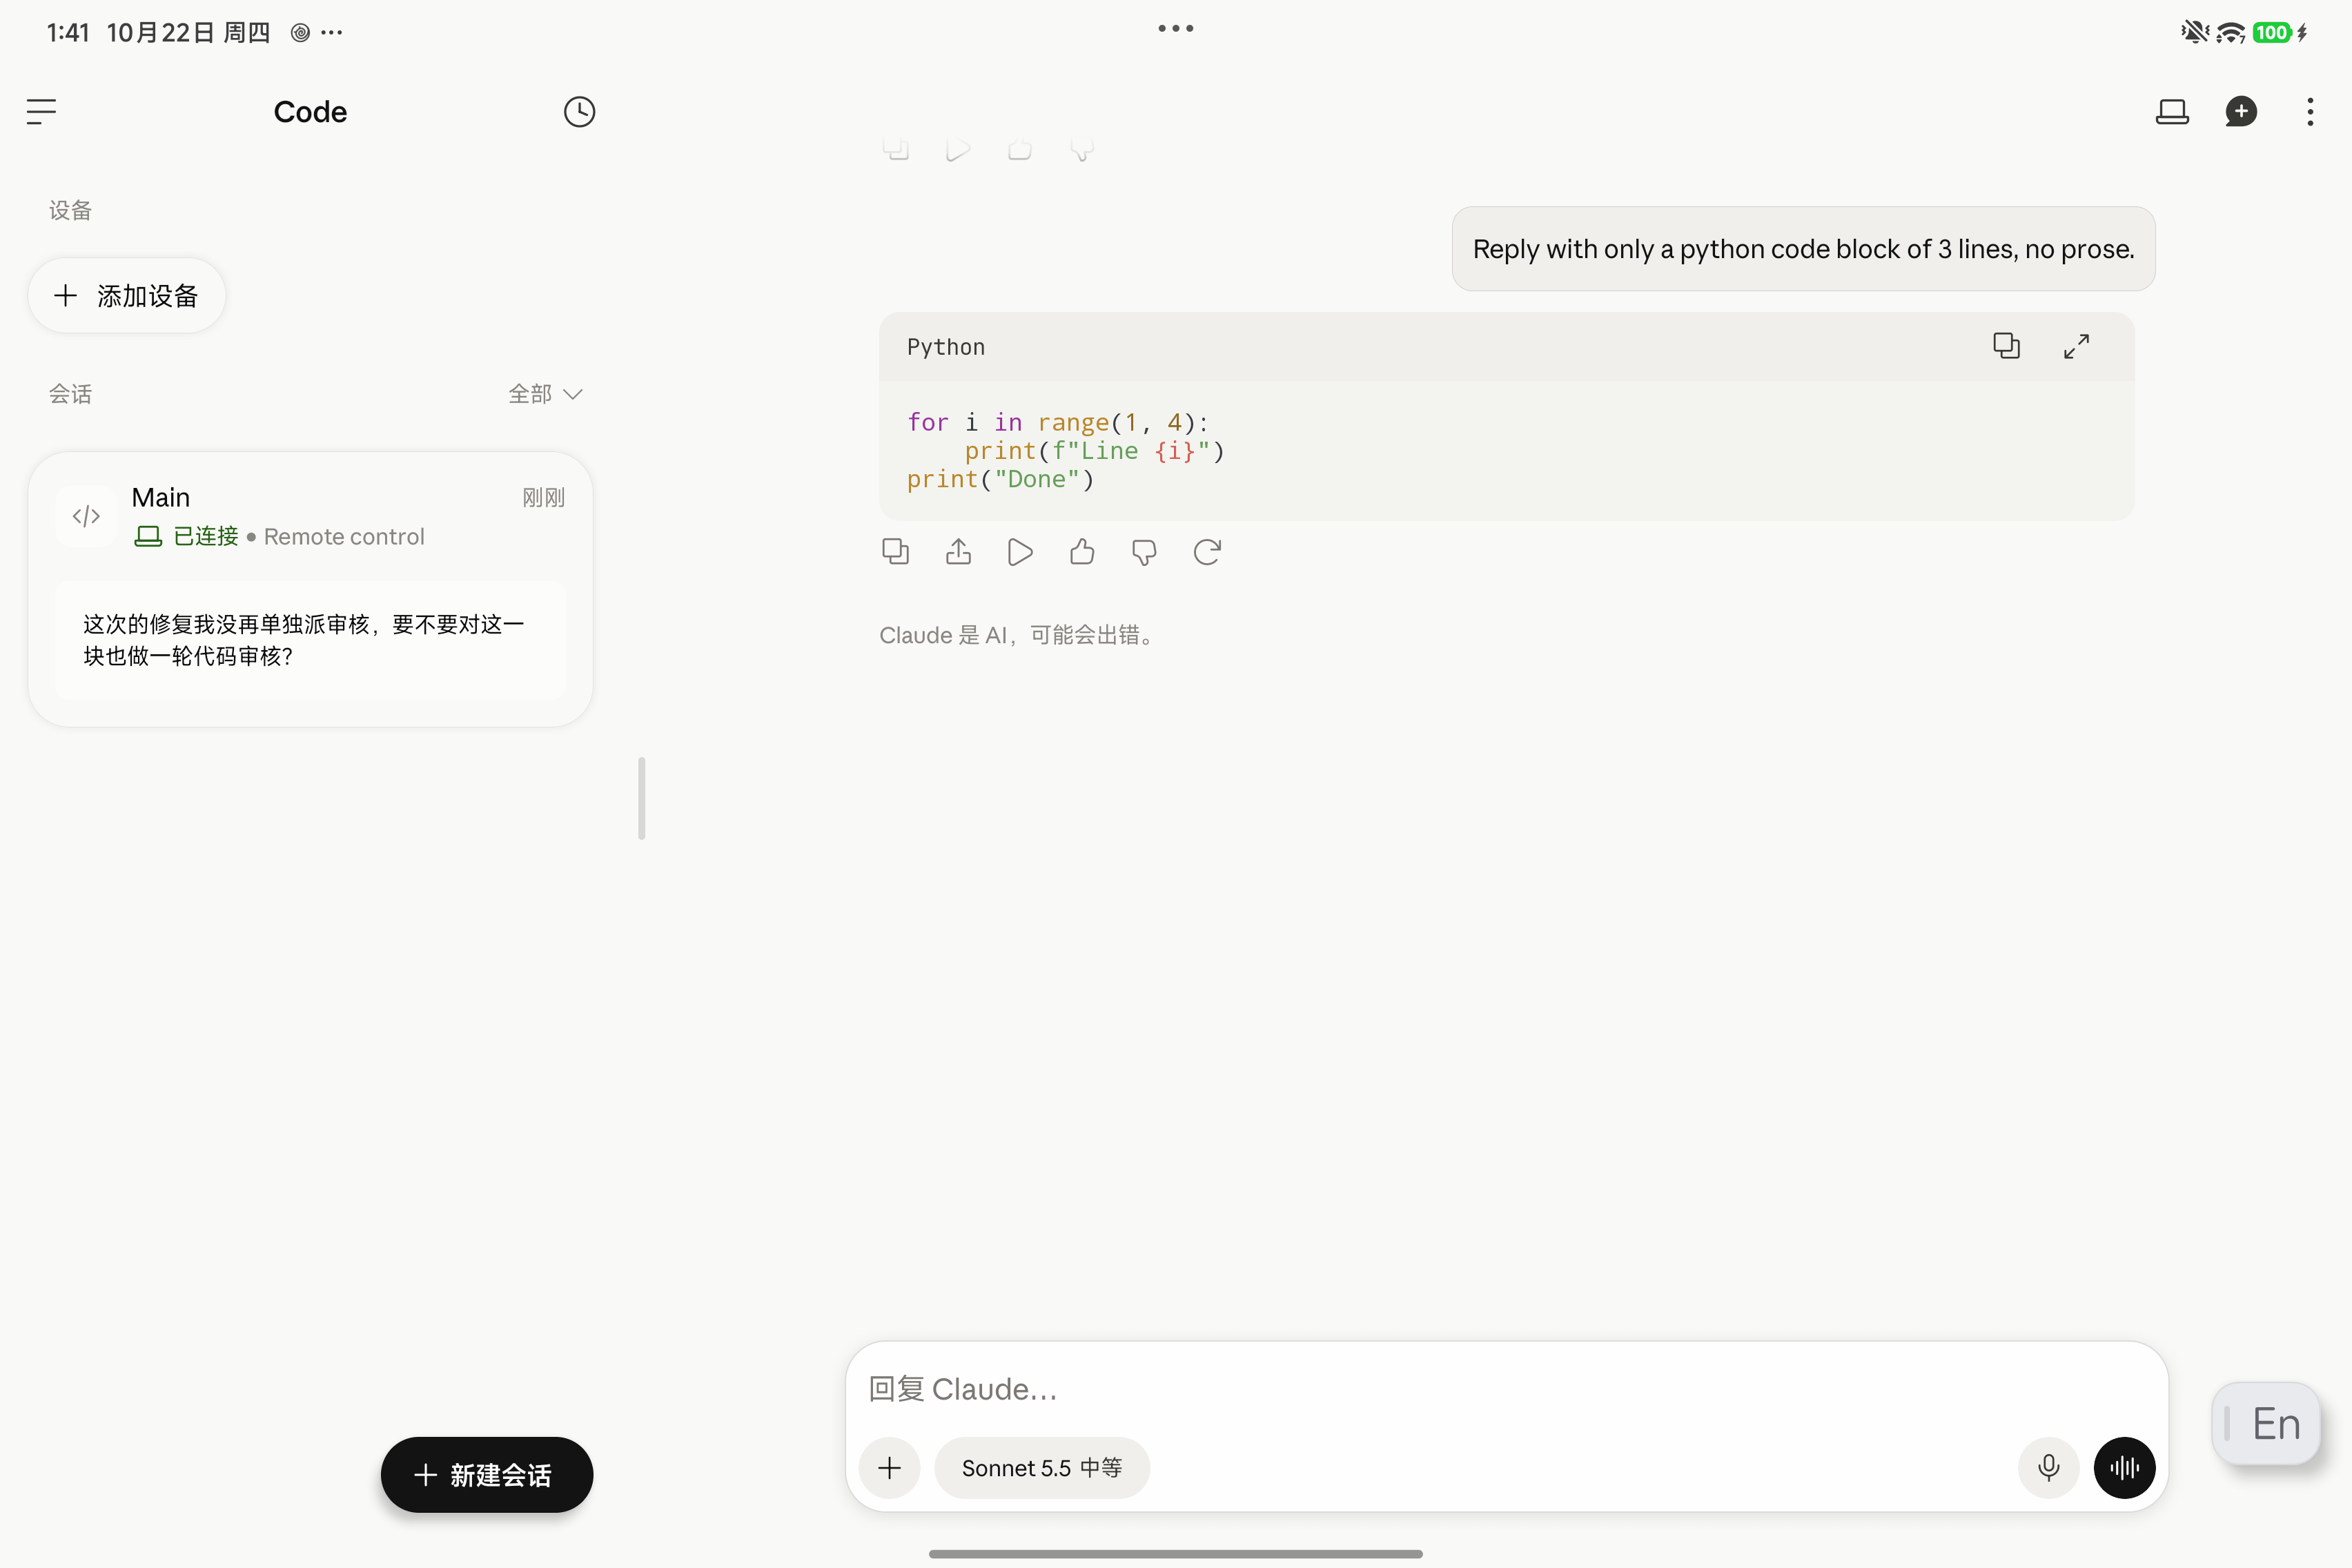 1:41 10月22日 周四
100
Code
设备
添加设备
会话
全部
Main
刚刚
已连接 • Remote control
这次的修复我没再单独派审核，要不要对这一
块也做一轮代码审核？
新建会话
Reply with only a python code block of 3 lines, no prose.
Python
for i in range(1, 4):
    print(f"Line {i}")
print("Done")
Claude 是 AI，可能会出错。
回复 Claude…
Sonnet 5.5 中等
En